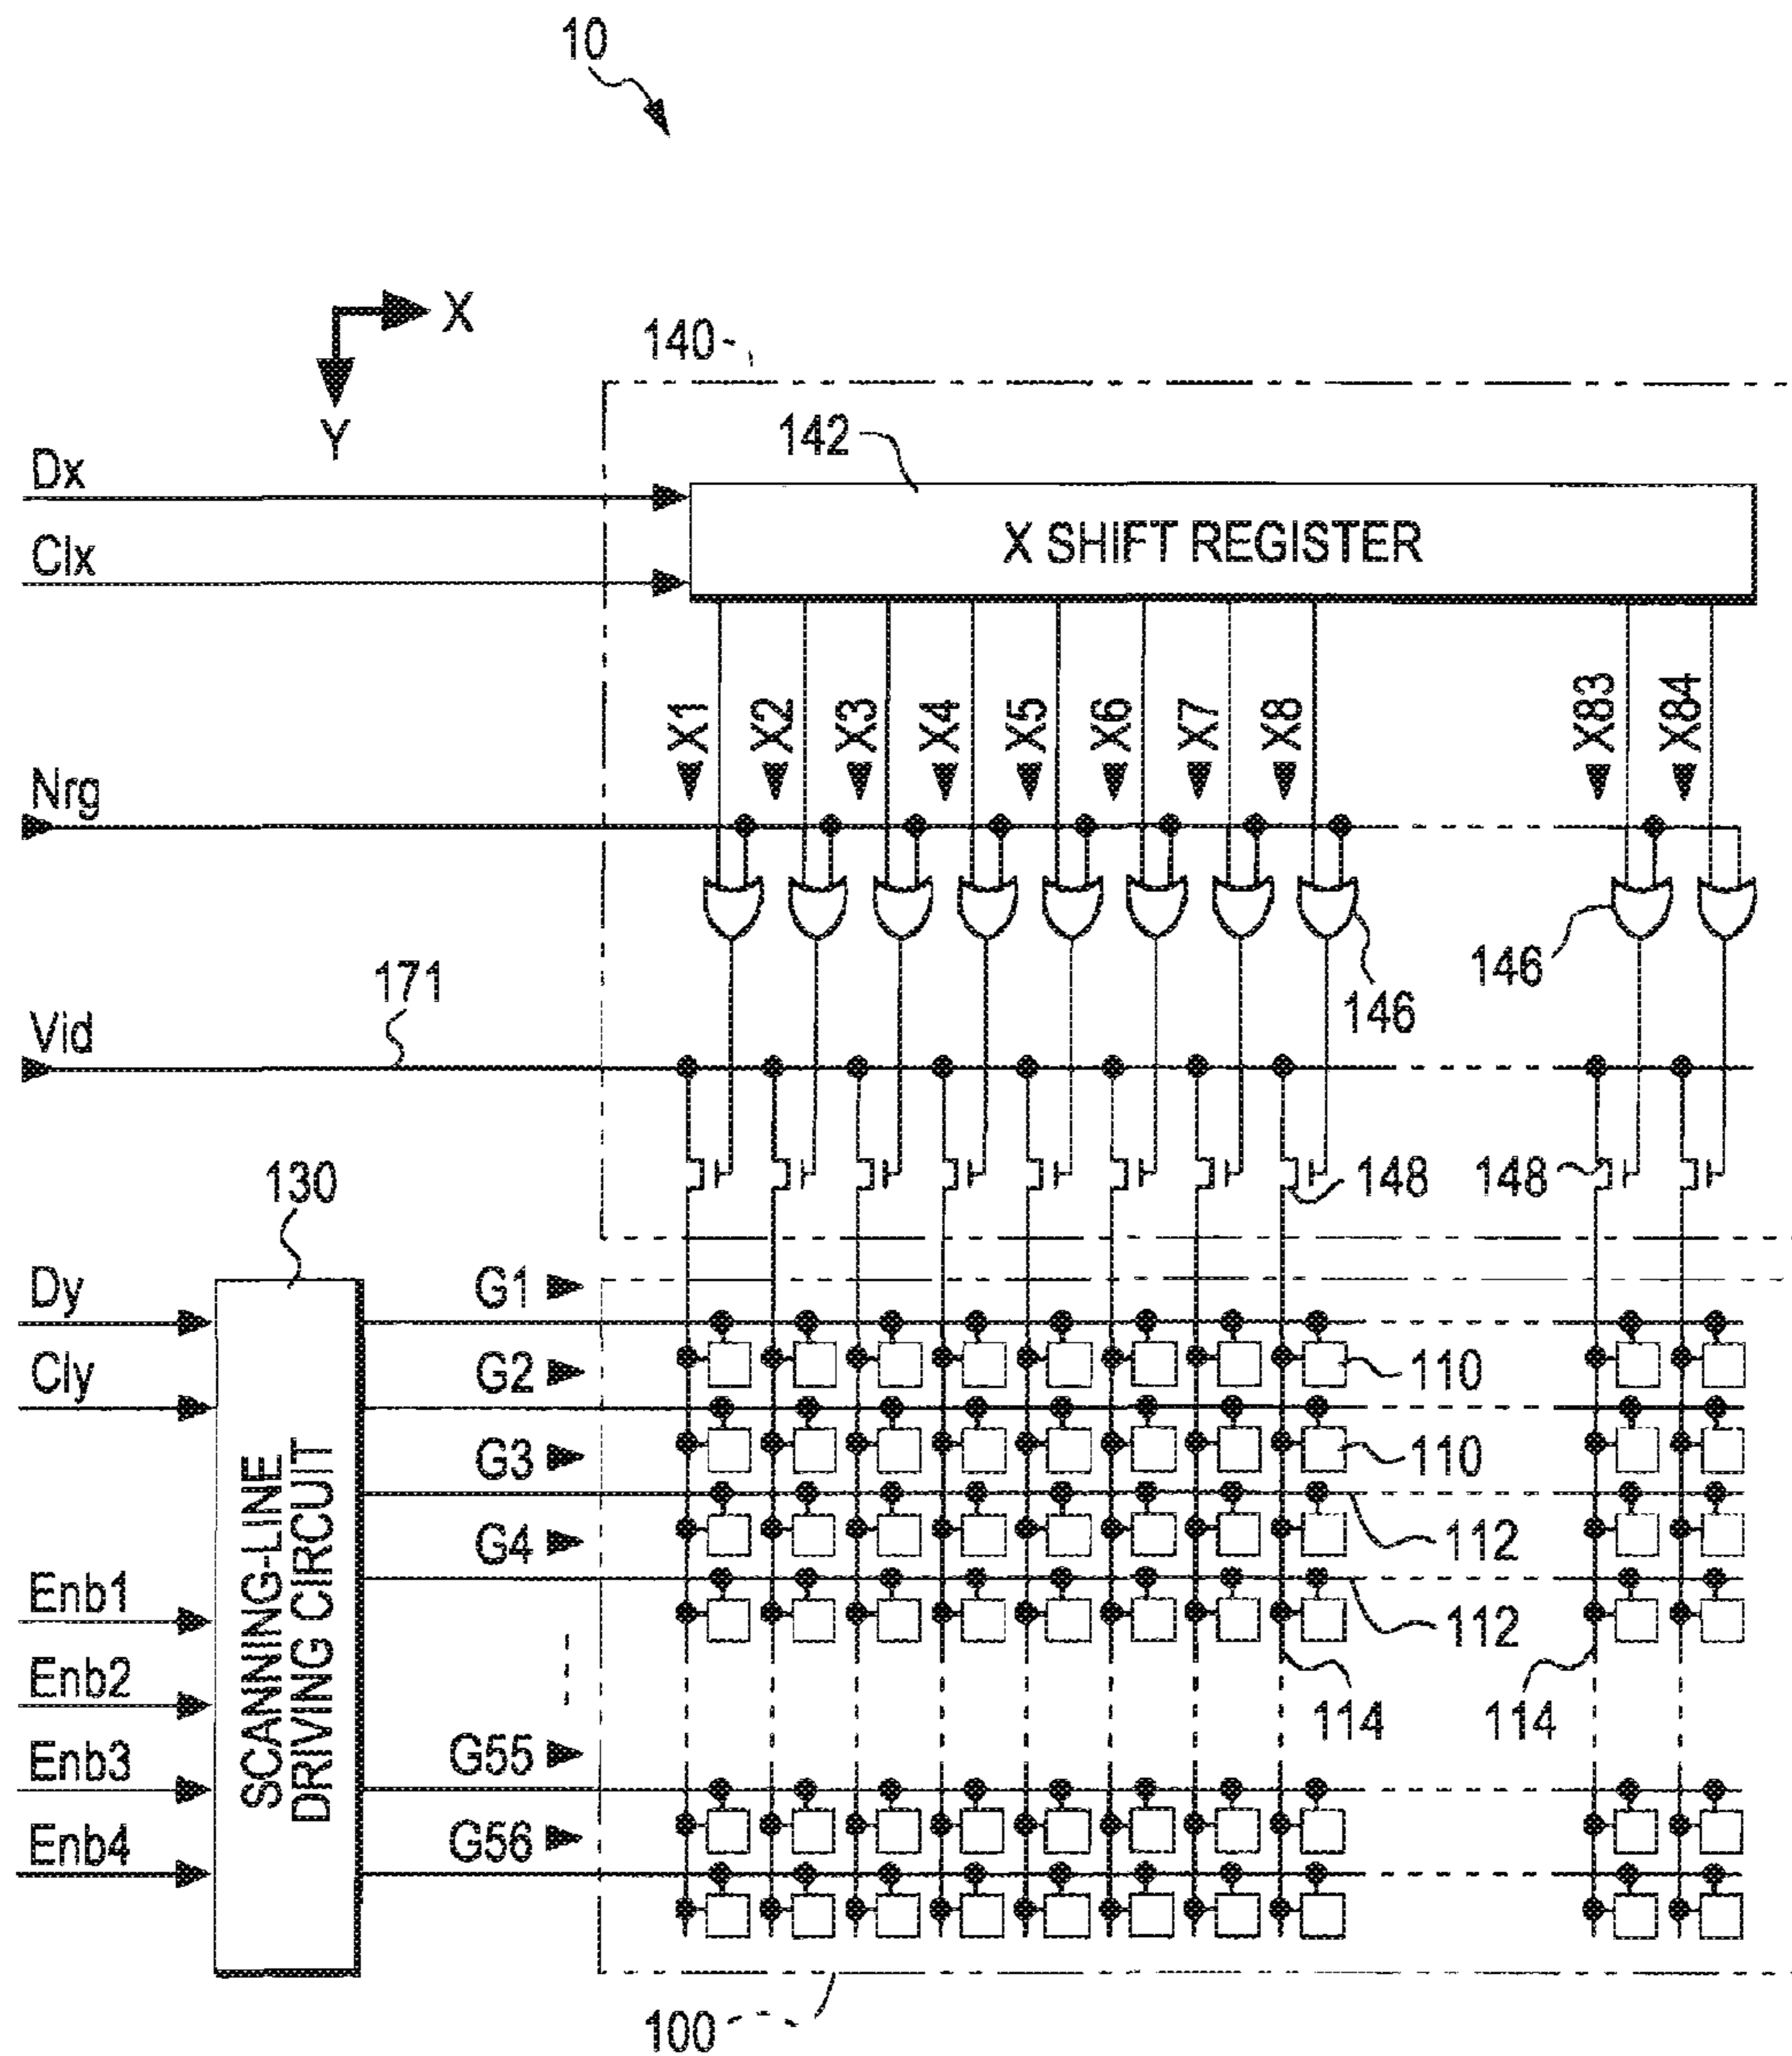 10
X
Y
140
142
Dx
Clx
X SHIFT REGISTER
X1
X2
X3
X4
X5
X6
X7
X8
X83
X84
Nrg
146
146
171
Vid
148
148
130
Dy
Cly
Enb1
Enb2
Enb3
Enb4
SCANNING-LINE
DRIVING CIRCUIT
G1
G2
G3
G4
G55
G56
110
110
112
112
114
114
100